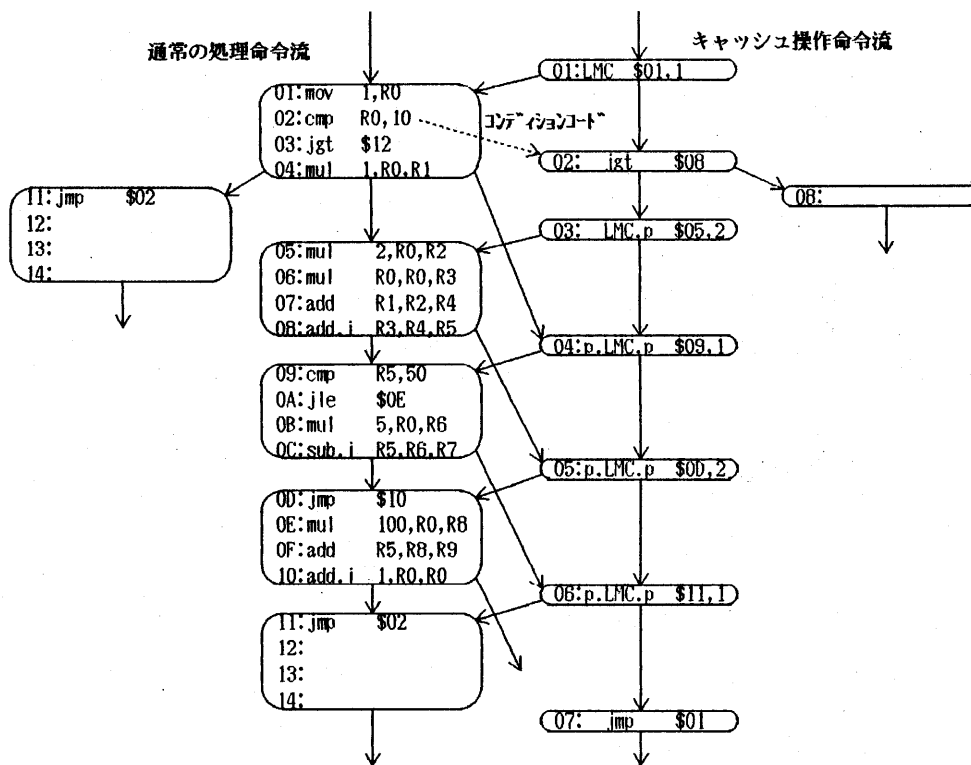 通常の処理命令流
01:mov 1,R0
02:cmp R0,10
03:jgt $12
04:mul 1,R0,R1
11:jmp $02
12:
13:
14:
05:mul 2,R0,R2
06:mul R0,R0,R3
07:add R1,R2,R4
08:add.i R3,R4,R5
09:cmp R5,50
0A:jle $0E
0B:mul 5,R0,R6
0C:sub.i R5,R6,R7
0D:jmp $10
0E:mul 100,R0,R8
0F:add R5,R8,R9
10:add.i 1,R0,R0
11:jmp $02
12:
13:
14:
コンディションコード
キャッシュ操作命令流
01:LMC $01,1
02: jgt $08
08:
03: LMC.p $05,2
04:p.LMC.p $09,1
05:p.LMC.p $0D,2
06:p.LMC.p $11,1
07: jmp $01